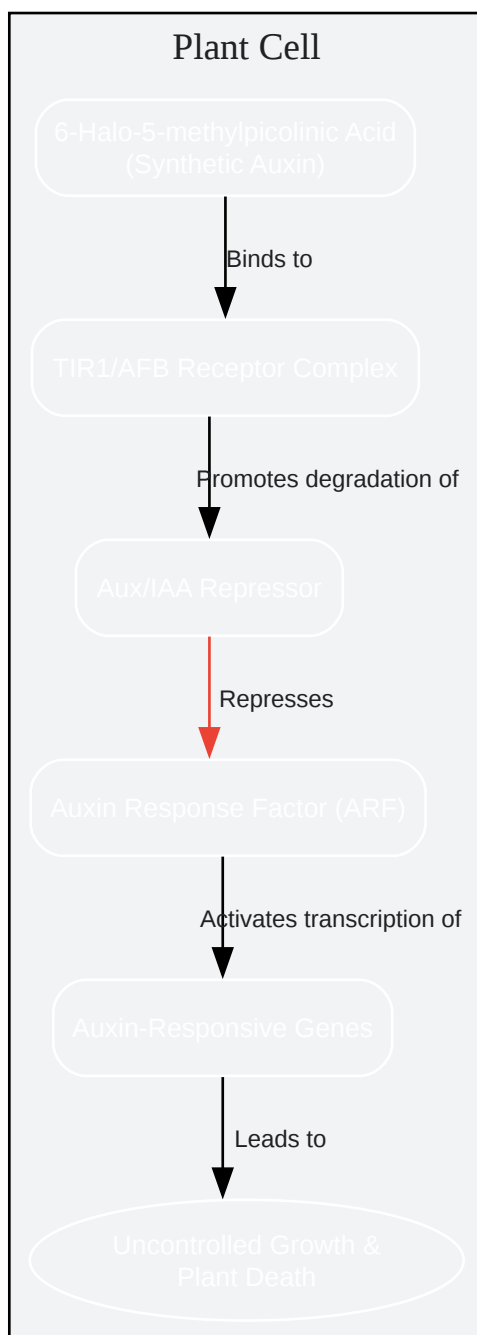 Plant Cell
6-Halo-5-methylpicolinic Acid
(Synthetic Auxin)
Binds to
TIR1/AFB Receptor Complex
Promotes degradation of
Aux/IAA Repressor
Represses
Auxin Response Factor (ARF)
Activates transcription of
Auxin-Responsive Genes
Leads to
Uncontrolled Growth &
Plant Death